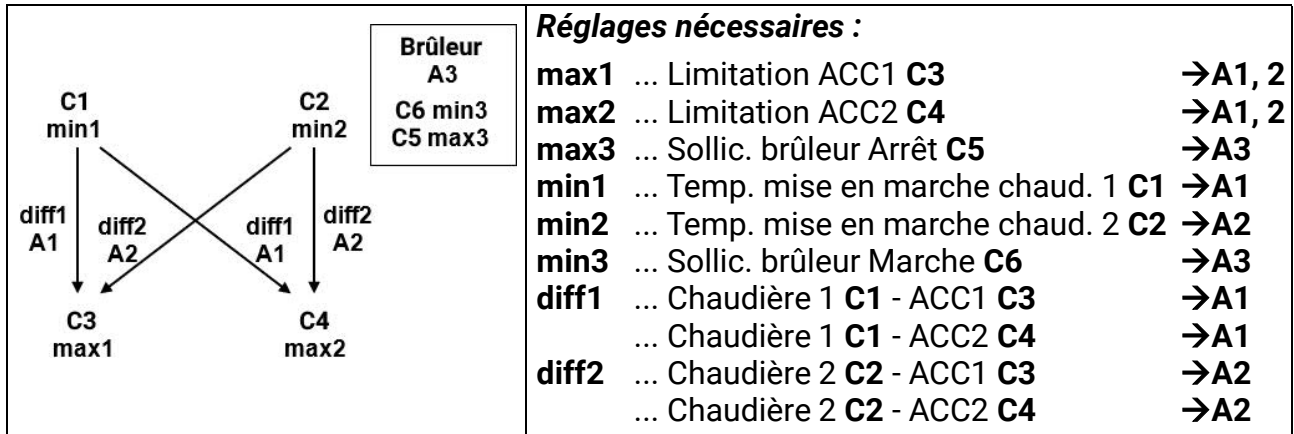 Brûleur
A3
C6 min3
C5 max3
C1
min1
C2
min2
diff1
A1
diff2
A2
diff1
A1
diff2
A2
C3
max1
C4
max2
Réglages nécessaires :
max1 ... Limitation ACC1 C3 →A1, 2
max2 ... Limitation ACC2 C4 →A1, 2
max3 ... Sollic. brûleur Arrêt C5 →A3
min1 ... Temp. mise en marche chaud. 1 C1 →A1
min2 ... Temp. mise en marche chaud. 2 C2 →A2
min3 ... Sollic. brûleur Marche C6 →A3
diff1 ... Chaudière 1 C1 - ACC1 C3 →A1
... Chaudière 1 C1 - ACC2 C4 →A1
diff2 ... Chaudière 2 C2 - ACC1 C3 →A2
... Chaudière 2 C2 - ACC2 C4 →A2